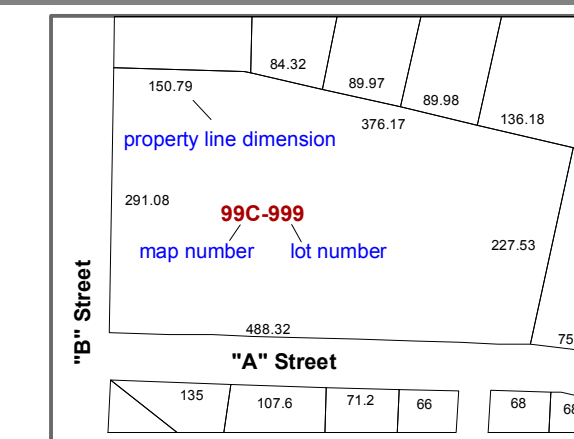 84.32
150.79
89.97
89.98
376.17
136.18
property line dimension
291.08
99C-999
map number
lot number
227.53
"B" Street
488.32
"A" Street
75
135
107.6
71.2
66
68
68